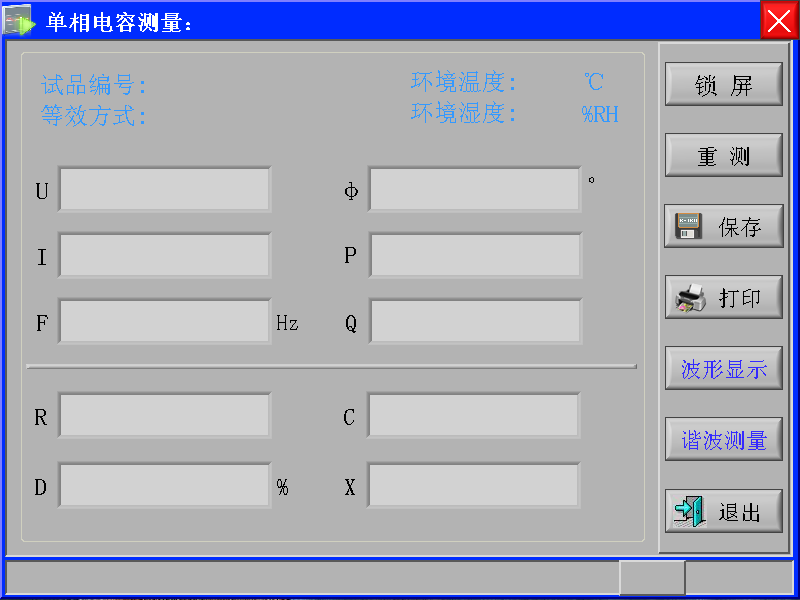 单相电容测量:
试品编号:
环境温度: ℃
等效方式:
环境湿度: %RH
U
Φ °
I
P
F Hz
Q
R
C
D %
X
锁 屏
重 测
保存
打印
波形显示
谐波测量
退出